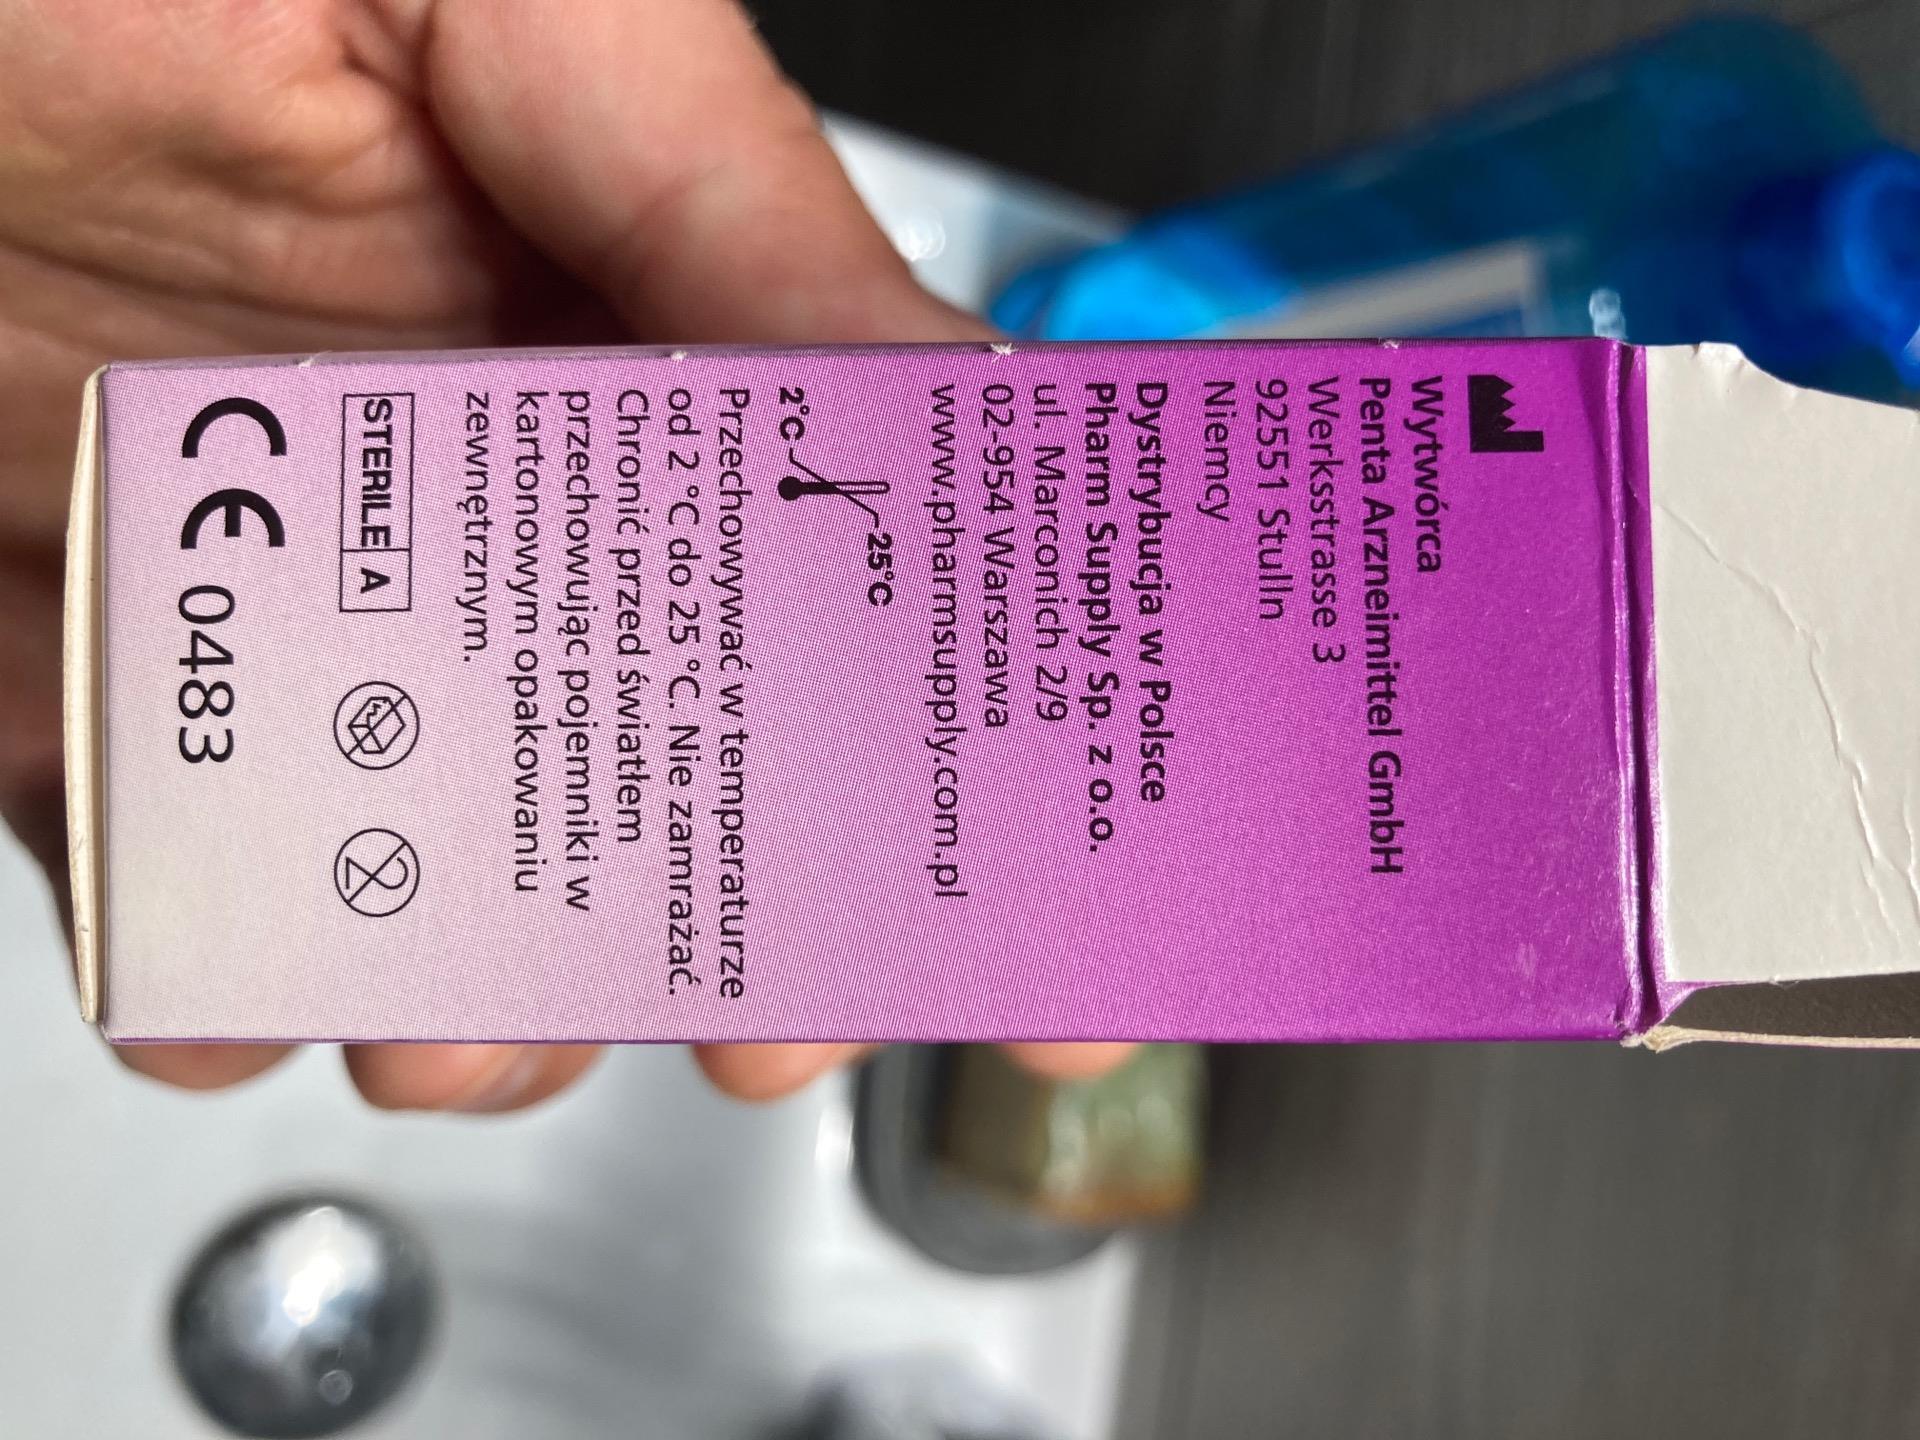 Wytwórca
Penta Arzneimittel GmbH
Werksstrasse 3
92551 Stulln
Niemcy
Dystrybucja w Polsce
Pharm Supply Sp. z o.o.
ul. Marconich 2/9
02-954 Warszawa
www.pharmsupply.com.pl
2°C
25°C
Przechowywać w temperaturze
od 2 °C do 25 °C. Nie zamrażać.
Chronić przed światłem
przechowując pojemniki w
kartonowym opakowaniu
zewnętrznym.
STERILE A
2
CE 0483